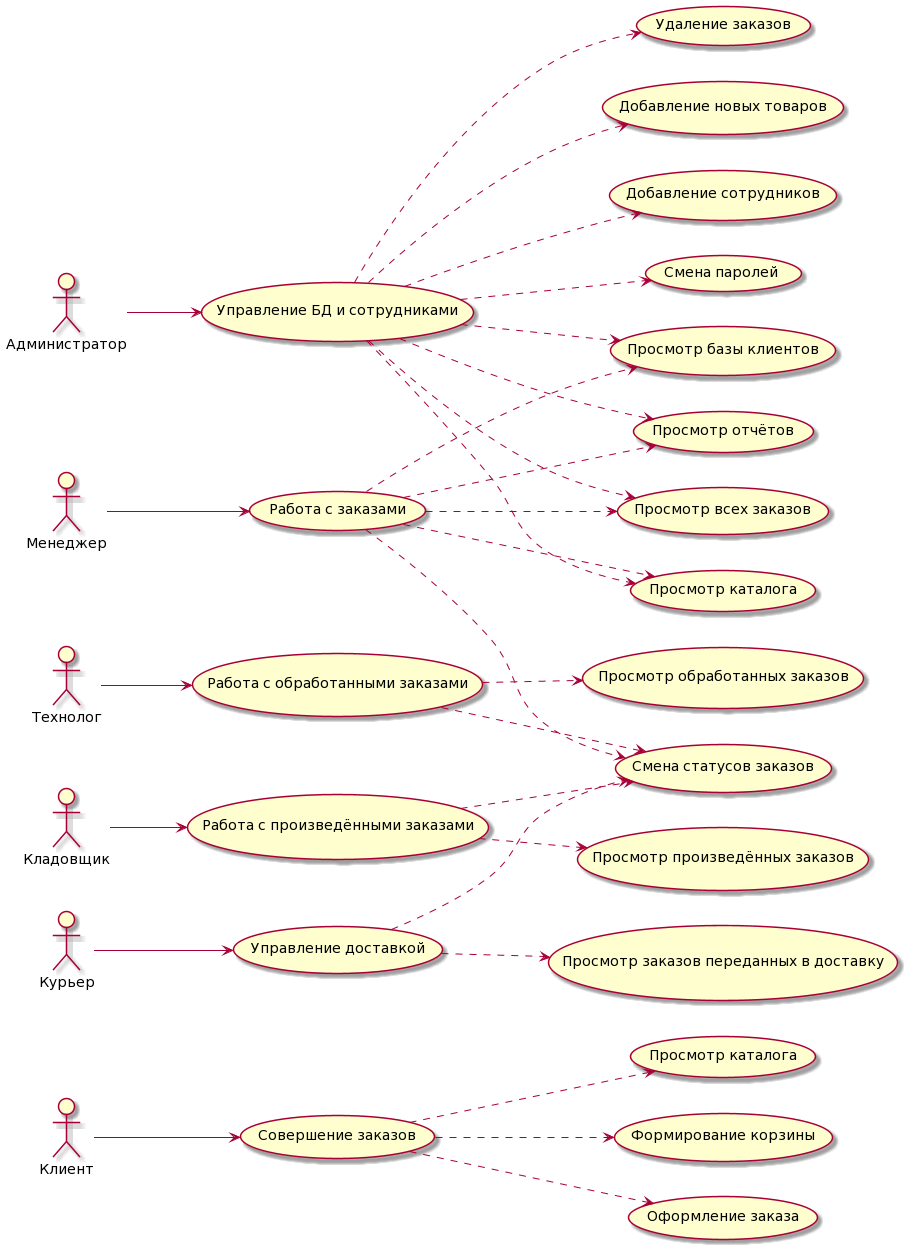 Удаление заказов
Добавление новых товаров
Добавление сотрудников
Смена паролей
Управление БД и сотрудниками
Администратор
Просмотр базы клиентов
Просмотр отчётов
Просмотр всех заказов
Работа с заказами
Менеджер
Просмотр каталога
Просмотр обработанных заказов
Работа с обработанными заказами
Технолог
Смена статусов заказов
Работа с произведёнными заказами
Кладовщик
Просмотр произведённых заказов
Управление доставкой
Просмотр заказов переданных в доставку
Курьер
Просмотр каталога
Совершение заказов
Формирование корзины
Клиент
Оформление заказа